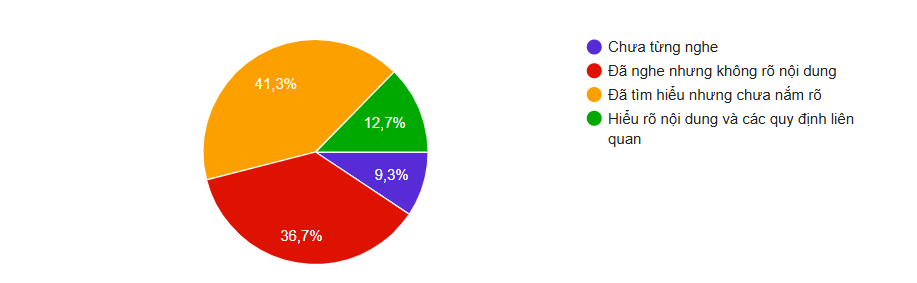 41,3%
12,7%
9,3%
36,7%
Chưa từng nghe
Đã nghe nhưng không rõ nội dung
Đã tìm hiểu nhưng chưa nắm rõ
Hiểu rõ nội dung và các quy định liên
quan